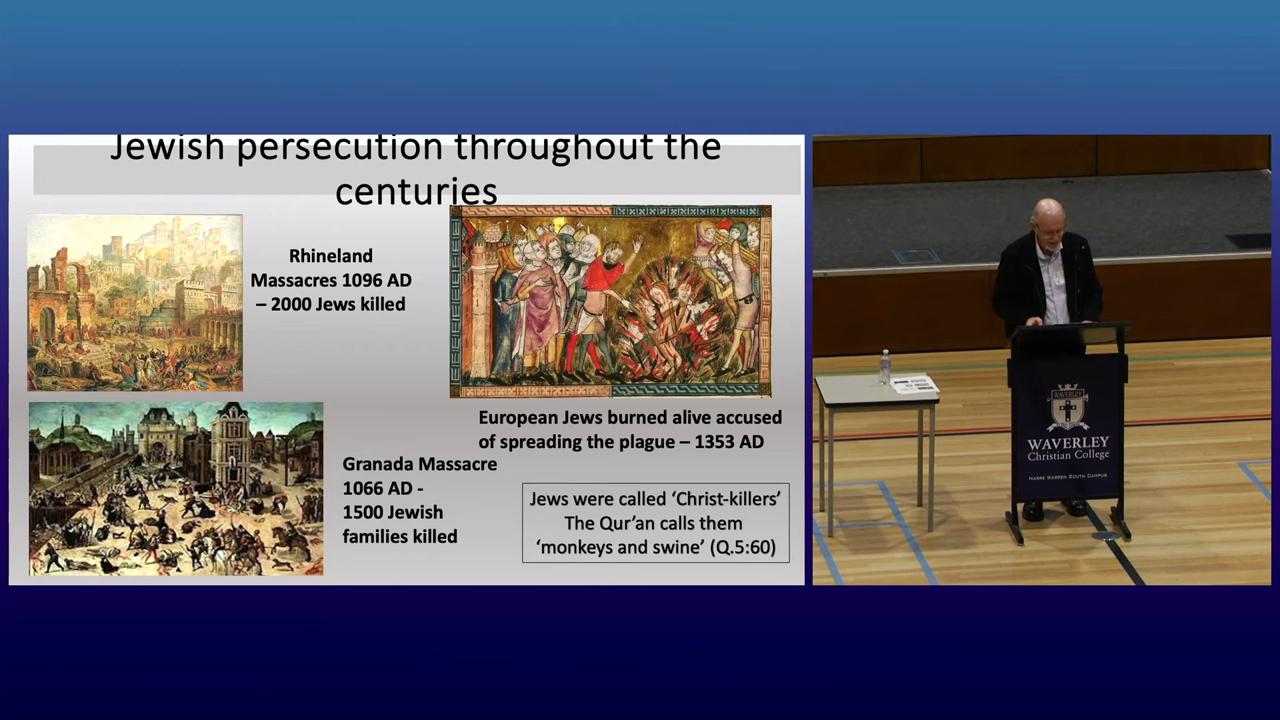 Jewish persecution throughout the
centuries
Rhineland
Massacres 1096 AD
– 2000 Jews killed
European Jews burned alive accused
of spreading the plague – 1353 AD
Granada Massacre
1066 AD -
1500 Jewish
families killed
Jews were called ‘Christ-killers’
The Qur’an calls them
‘monkeys and swine’ (Q.5:60)
WAVERLEY
WAVERLEY
Christian College
NARRE WARREN SOUTH CAMPUS